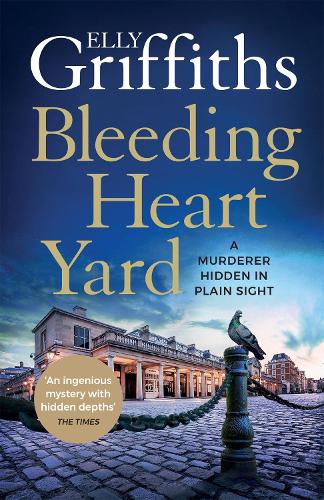 ELLY
Griffiths
Bleeding
Heart
Yard
A
MURDERER
HIDDEN IN
PLAIN SIGHT
'An ingenious
mystery with
hidden depths'
THE TIMES